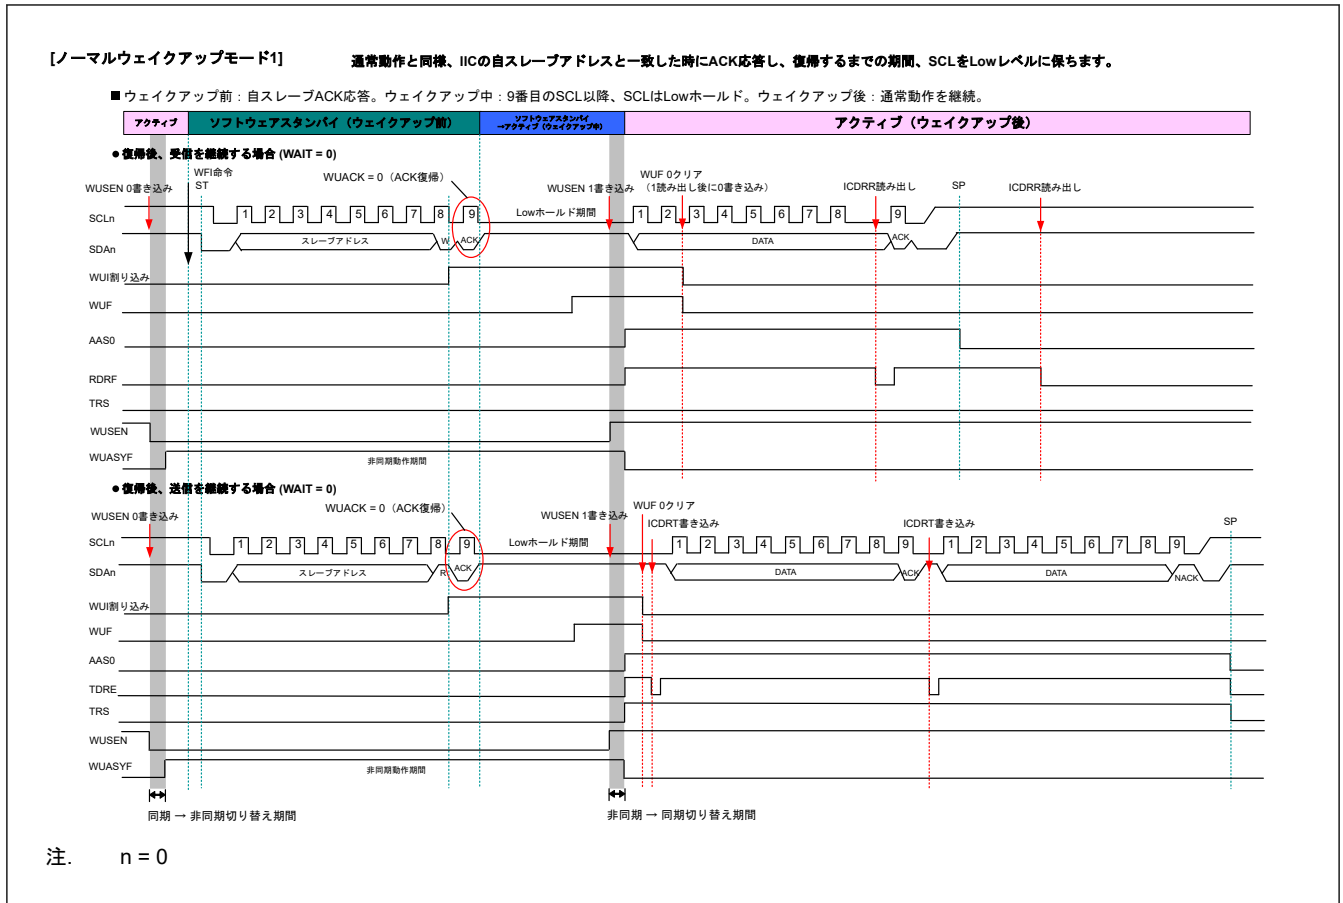 [ノーマルウェイクアップモード1] 通常動作と同様、IICの自スレーブアドレスと一致した時にACK応答し、復帰するまでの期間、SCLをLowレベルに保ちます。
■ウェイクアップ前：自スレーブACK応答。ウェイクアップ中：9番目のSCL以降、SCLはLowホールド。ウェイクアップ後：通常動作を継続。
アクティブ ソフトウェアスタンバイ（ウェイクアップ前） ソフトウェアスタンバイ →アクティブ（ウェイクアップ中） アクティブ（ウェイクアップ後）
●復帰後、受信を継続する場合 (WAIT = 0)
WUSEN 0書き込み WFI命令 ST WUACK = 0（ACK復帰） WUSEN 1書き込み WUF 0クリア （1読み出し後に0書き込み） ICDRR読み出し SP ICDRR読み出し
SCLn 1 2 3 4 5 6 7 8 9 Lowホールド期間 1 2 3 4 5 6 7 8 9
SDAn スレーブアドレス W ACK DATA ACK
WUI割り込み
WUF
AAS0
RDRF
TRS
WUSEN
WUASYF 非同期動作期間
●復帰後、送信を継続する場合 (WAIT = 0)
WUSEN 0書き込み WUACK = 0（ACK復帰） WUSEN 1書き込み WUF 0クリア ICDRT書き込み ICDRT書き込み SP
SCLn 1 2 3 4 5 6 7 8 9 Lowホールド期間 1 2 3 4 5 6 7 8 9 1 2 3 4 5 6 7 8 9
SDAn スレーブアドレス R ACK DATA ACK DATA NACK
WUI割り込み
WUF
AAS0
TDRE
TRS
WUSEN
WUASYF 非同期動作期間
同期 → 非同期切り替え期間 非同期 → 同期切り替え期間
注. n = 0